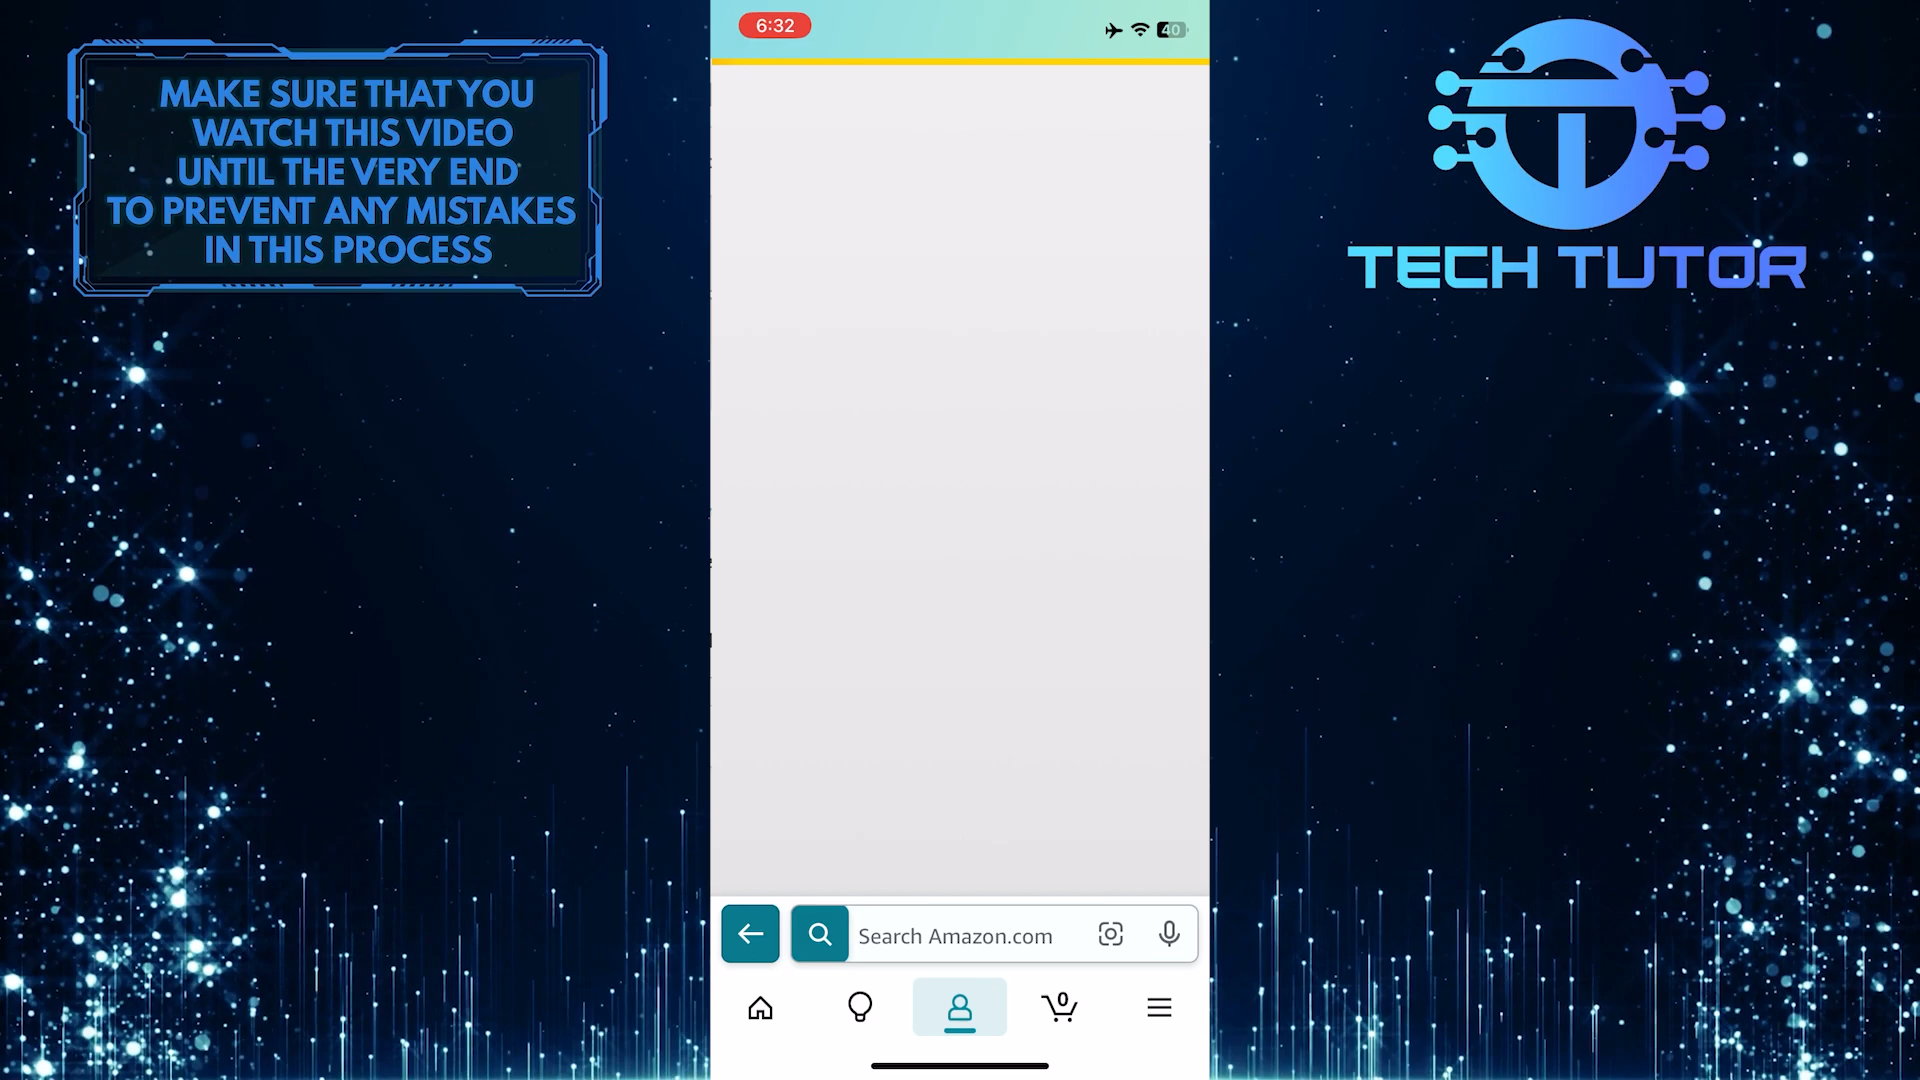 MAKE SURE THAT YOU
WATCH THIS VIDEO
UNTIL THE VERY END
TO PREVENT ANY MISTAKES
IN THIS PROCESS
6:32
40
TECH TUTOR
Search Amazon.com
0